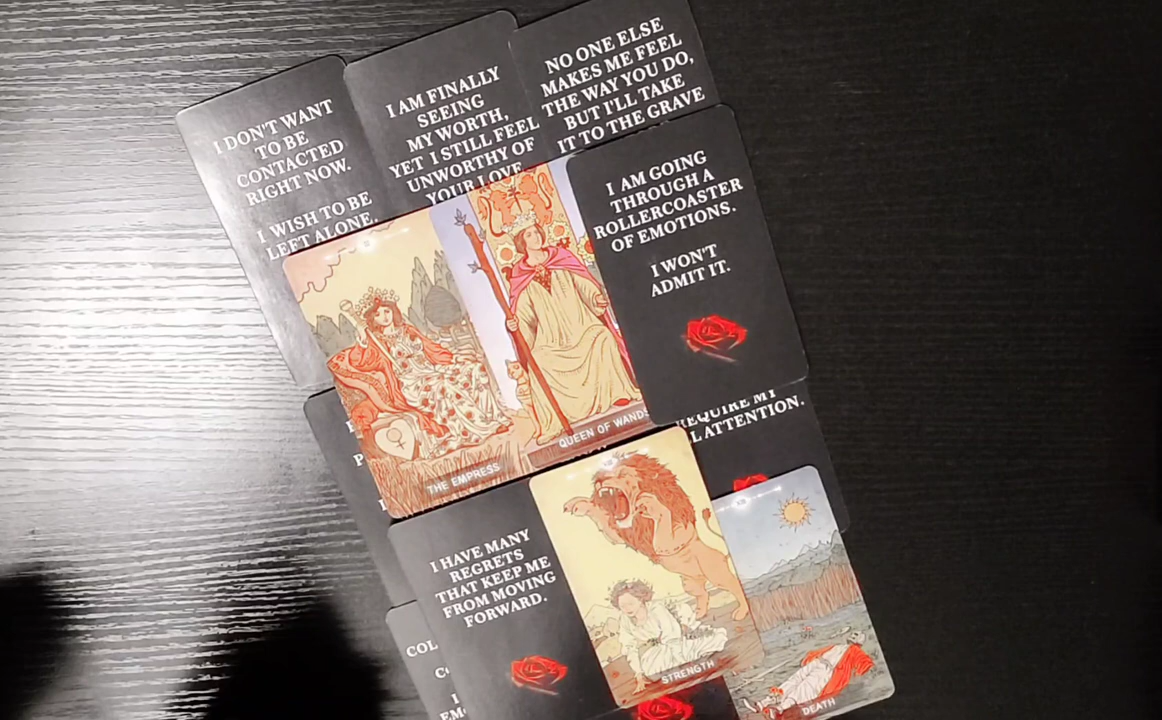 I DON'T WANT
TO BE
CONTACTED
RIGHT NOW.
I WISH TO BE
LEFT ALONE.
I AM FINALLY
SEEING
MY WORTH,
YET I STILL FEEL
UNWORTHY OF
YOUR LOVE
NO ONE ELSE
MAKES ME FEEL
THE WAY YOU DO,
BUT I'LL TAKE
IT TO THE GRAVE
I AM GOING
THROUGH A
ROLLERCOASTER
OF EMOTIONS.
I WON'T
ADMIT IT.
THE EMPRESS
QUEEN OF WANDS
REQUIRE MY
ATTENTION.
I HAVE MANY
REGRETS
THAT KEEP ME
FROM MOVING
FORWARD.
STRENGTH
DEATH
COL
I